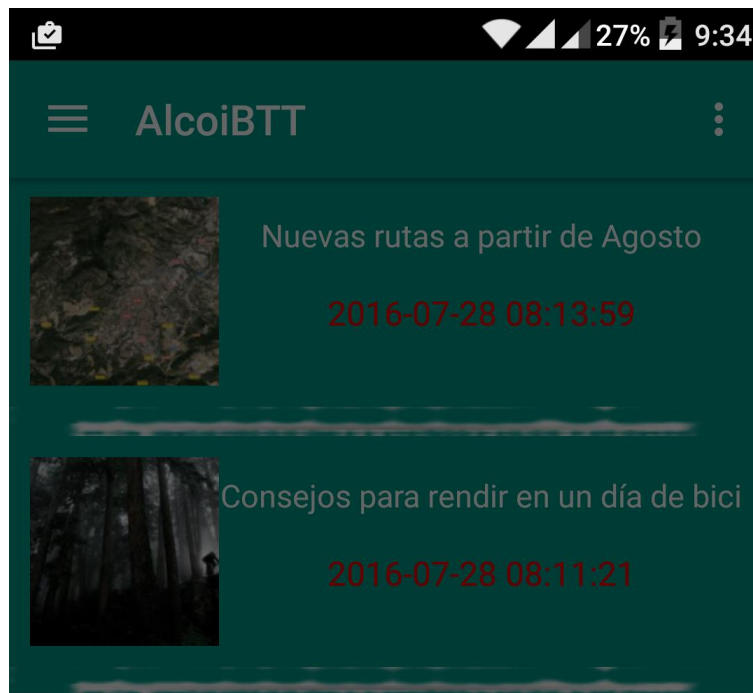 27% 9:34
AlcoiBTT
Nuevas rutas a partir de Agosto
2016-07-28 08:13:59
Consejos para rendir en un día de bici
2016-07-28 08:11:21